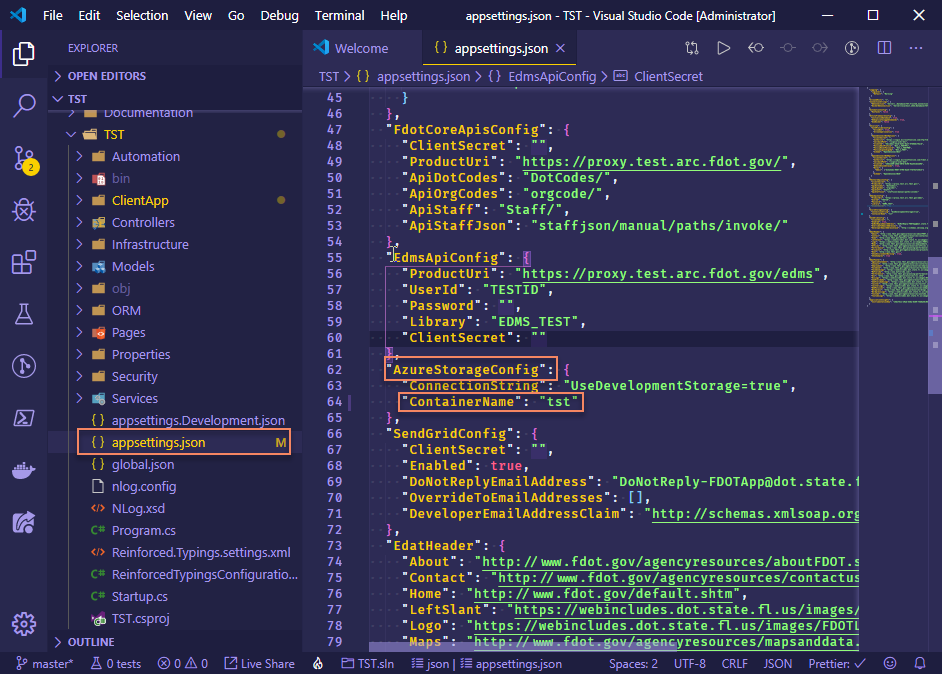 File Edit Selection View Go Debug Terminal Help appsettings.json - TST - Visual Studio Code [Administrator]
EXPLORER
OPEN EDITORS
TST
Documentation
TST
Automation
bin
ClientApp
Controllers
Infrastructure
Models
obj
ORM
Pages
Properties
Security
Services
{ } appsettings.Development.json
{ } appsettings.json M
{ } global.json
nlog.config
NLog.xsd
C# Program.cs
Reinforced.Typings.settings.xml
C# ReinforcedTypingsConfiguratio...
C# Startup.cs
TST.csproj
OUTLINE
2
Welcome
{ } appsettings.json ×
TST > { } appsettings.json > { } EdmsApiConfig > abc ClientSecret
45 }
46 },
47 "FdotCoreApisConfig": {
48 "ClientSecret": "",
49 "ProductUri": "https://proxy.test.arc.fdot.gov/",
50 "ApiDotCodes": "DotCodes/",
51 "ApiOrgCodes": "orgcode/",
52 "ApiStaff": "Staff/",
53 "ApiStaffJson": "staffjson/manual/paths/invoke/"
54 },
55 "EdmsApiConfig": {
56 "ProductUri": "https://proxy.test.arc.fdot.gov/edms",
57 "UserId": "TESTID",
58 "Password": "",
59 "Library": "EDMS_TEST",
60 "ClientSecret": ""
61 },
62 "AzureStorageConfig": {
63 "ConnectionString": "UseDevelopmentStorage=true",
64 "ContainerName": "tst"
65 },
66 "SendGridConfig": {
67 "ClientSecret": "",
68 "Enabled": true,
69 "DoNotReplyEmailAddress": "DoNotReply-FDOTApp@dot.state.f
70 "OverrideToEmailAddresses": [],
71 "DeveloperEmailAddressClaim": "http://schemas.xmlsoap.org
72 },
73 "EdatHeader": {
74 "About": "http://www.fdot.gov/agencyresources/aboutFDOT.s
75 "Contact": "http://www.fdot.gov/agencyresources/contactus
76 "Home": "http://www.fdot.gov/default.shtm",
77 "LeftSlant": "https://webincludes.dot.state.fl.us/images/
78 "Logo": "https://webincludes.dot.state.fl.us/images/FDOTL
79 "Maps": "http://www.fdot.gov/agencyresources/mapsanddata.
master* 0 tests 0 0 Live Share TST.sln json | appsettings.json Spaces: 2 UTF-8 CRLF JSON Prettier: ✓